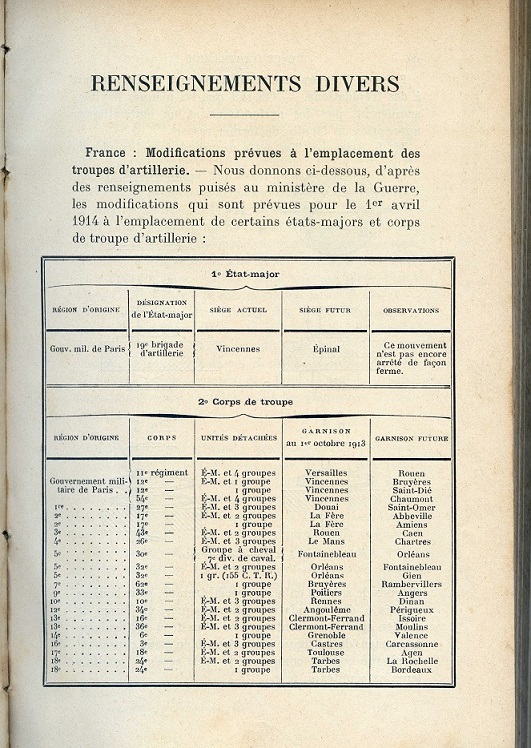 RENSEIGNEMENTS DIVERS
France : Modifications prévues à l'emplacement des
troupes d'artillerie. — Nous donnons ci-dessous, d'après
des renseignements puisés au ministère de la Guerre,
les modifications qui sont prévues pour le 1er avril
1914 à l'emplacement de certains états-majors et corps
de troupe d'artillerie :
1º État-major
RÉGION D'ORIGINE DÉSIGNATION de l'État-major SIÈGE ACTUEL SIÈGE FUTUR OBSERVATIONS
Gouv. mil. de Paris 19e brigade d'artillerie Vincennes Épinal Ce mouvement n'est pas encore arrêté de façon ferme.
2º Corps de troupe
RÉGION D'ORIGINE CORPS UNITÉS DÉTACHÉES GARNISON au 1er octobre 1913 GARNISON FUTURE
Gouvernement militaire de Paris . .
11e régiment É-M. et 4 groupes Versailles Rouen
12e — É-M. et 1 groupe Vincennes Bruyères
12e — 1 groupe Vincennes Saint-Dié
54e — É-M. et 4 groupes Vincennes Chaumont
1re . . . . . . . 27e — É-M. et 3 groupes Douai Saint-Omer
2e . . . . . . . 17e — É-M. et 2 groupes La Fère Abbeville
2e . . . . . . . 17e — 1 groupe La Fère Amiens
3e . . . . . . . 43e — É-M. et 2 groupes Rouen Caen
4e . . . . . . . 26e — É-M. et 3 groupes Le Mans Chartres
5e . . . . . . . 30e — Groupe à cheval 7e div. de caval. Fontainebleau Orléans
5e . . . . . . . 32e — É-M. et 2 groupes Orléans Fontainebleau
5e . . . . . . . 32e — 1 gr. (155 C. T. R.) Orléans Gien
7e . . . . . . . 62e — 1 groupe Bruyères Rambervillers
9e . . . . . . . 33e — 1 groupe Poitiers Angers
10e . . . . . . . 10e — É-M. et 3 groupes Rennes Dinan
12e . . . . . . . 34e — É-M. et 2 groupes Angoulême Périgueux
13e . . . . . . . 16e — É-M. et 2 groupes Clermont-Ferrand Issoire
13e . . . . . . . 36e — É-M. et 3 groupes Clermont-Ferrand Moulins
14e . . . . . . . 6e — 1 groupe Grenoble Valence
16e . . . . . . . 3e — É-M. et 3 groupes Castres Carcassonne
17e . . . . . . . 18e — É-M. et 2 groupes Toulouse Agen
18e . . . . . . . 24e — É-M. et 2 groupes Tarbes La Rochelle
18e . . . . . . . 24e — 1 groupe Tarbes Bordeaux